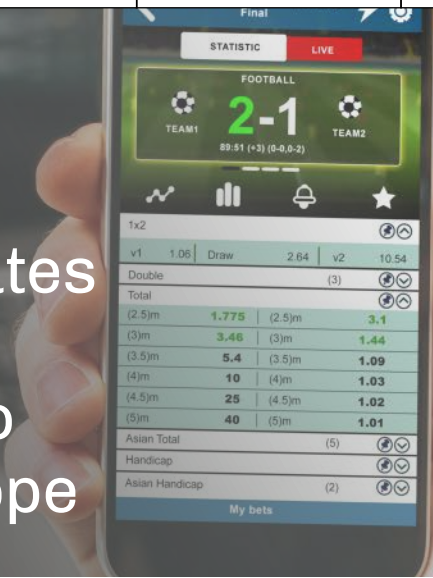 Final
STATISTIC LIVE
FOOTBALL
TEAM1 2-1 TEAM2
89:51 (+3) (0-0,0-2)
1x2
v1 1.06 Draw 2.64 v2 10.54
Double (3)
Total
(2.5)m 1.775 (2.5)m 3.1
(3)m 3.46 (3)m 1.44
(3.5)m 5.4 (3.5)m 1.09
(4)m 10 (4)m 1.03
(4.5)m 25 (4.5)m 1.02
(5)m 40 (5)m 1.01
Asian Total (5)
Handicap
Asian Handicap (2)
My bets